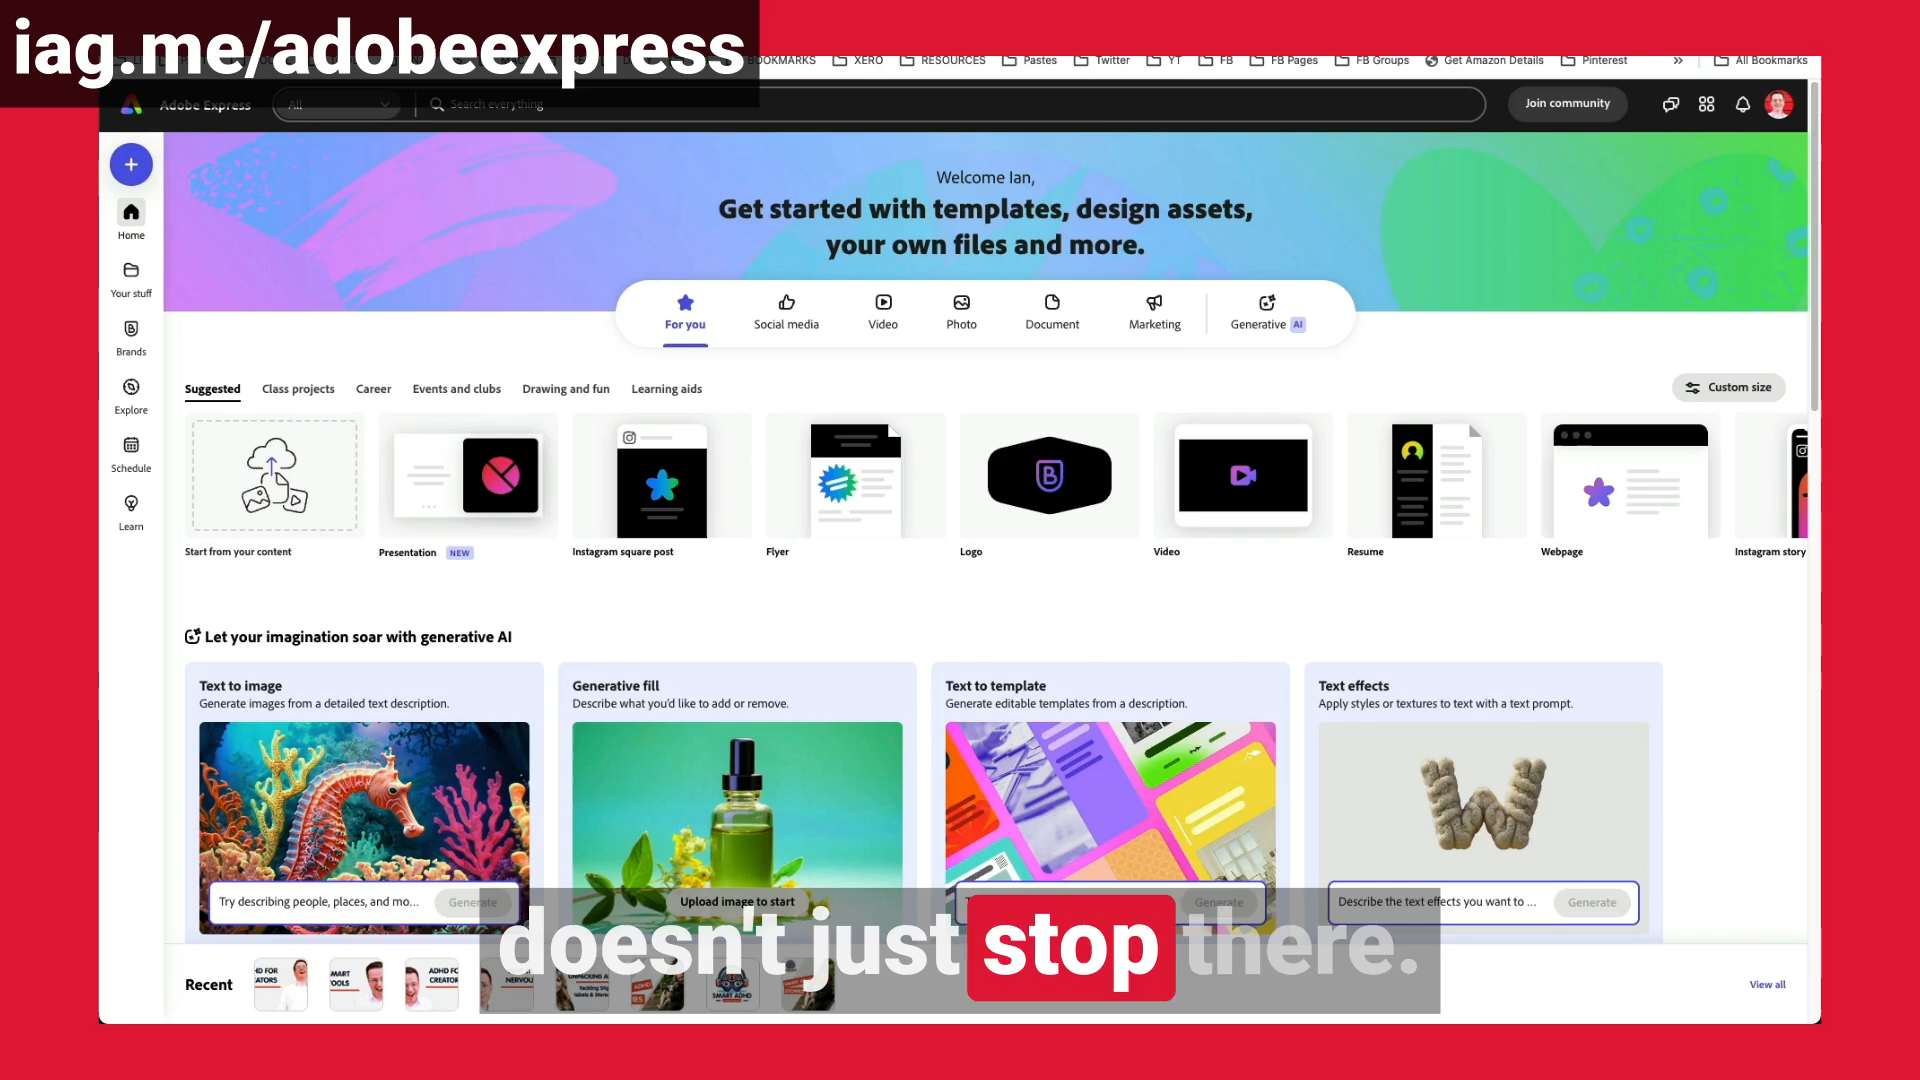 iag.me/adobeexpress
BOOKMARKS XERO RESOURCES Pastes Twitter YT FB FB Pages FB Groups Get Amazon Details Pinterest » All Bookmarks
Adobe Express All Search everything Join community
Welcome Ian,
Get started with templates, design assets,
your own files and more.
Home
Your stuff
Brands
Explore
Schedule
Learn
For you Social media Video Photo Document Marketing Generative AI
Suggested Class projects Career Events and clubs Drawing and fun Learning aids Custom size
Start from your content Presentation NEW Instagram square post Flyer Logo Video Resume Webpage Instagram story
Let your imagination soar with generative AI
Text to image
Generate images from a detailed text description.
Try describing people, places, and mo... Generate
Generative fill
Describe what you'd like to add or remove.
Upload image to start
Text to template
Generate editable templates from a description.
Generate
Text effects
Apply styles or textures to text with a text prompt.
Describe the text effects you want to ... Generate
doesn't just stop there.
Recent
View all